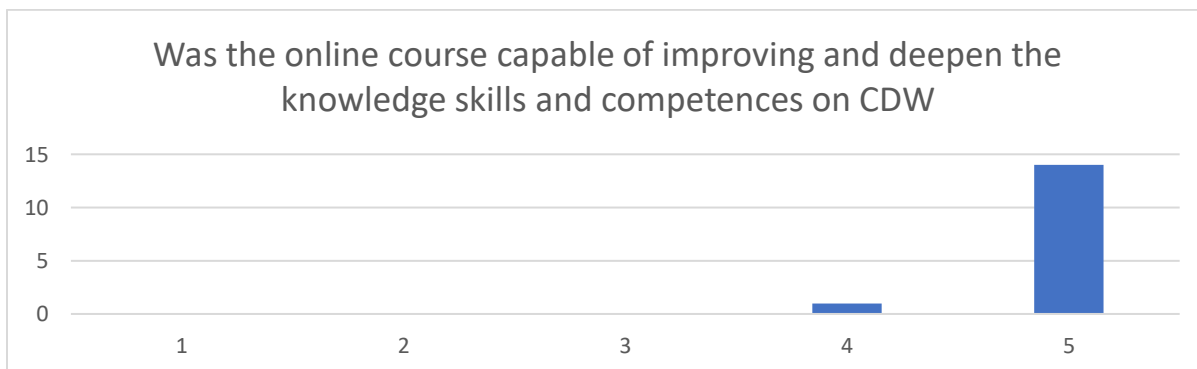 Was the online course capable of improving and deepen the
knowledge skills and competences on CDW
15
10
5
0
1 2 3 4 5